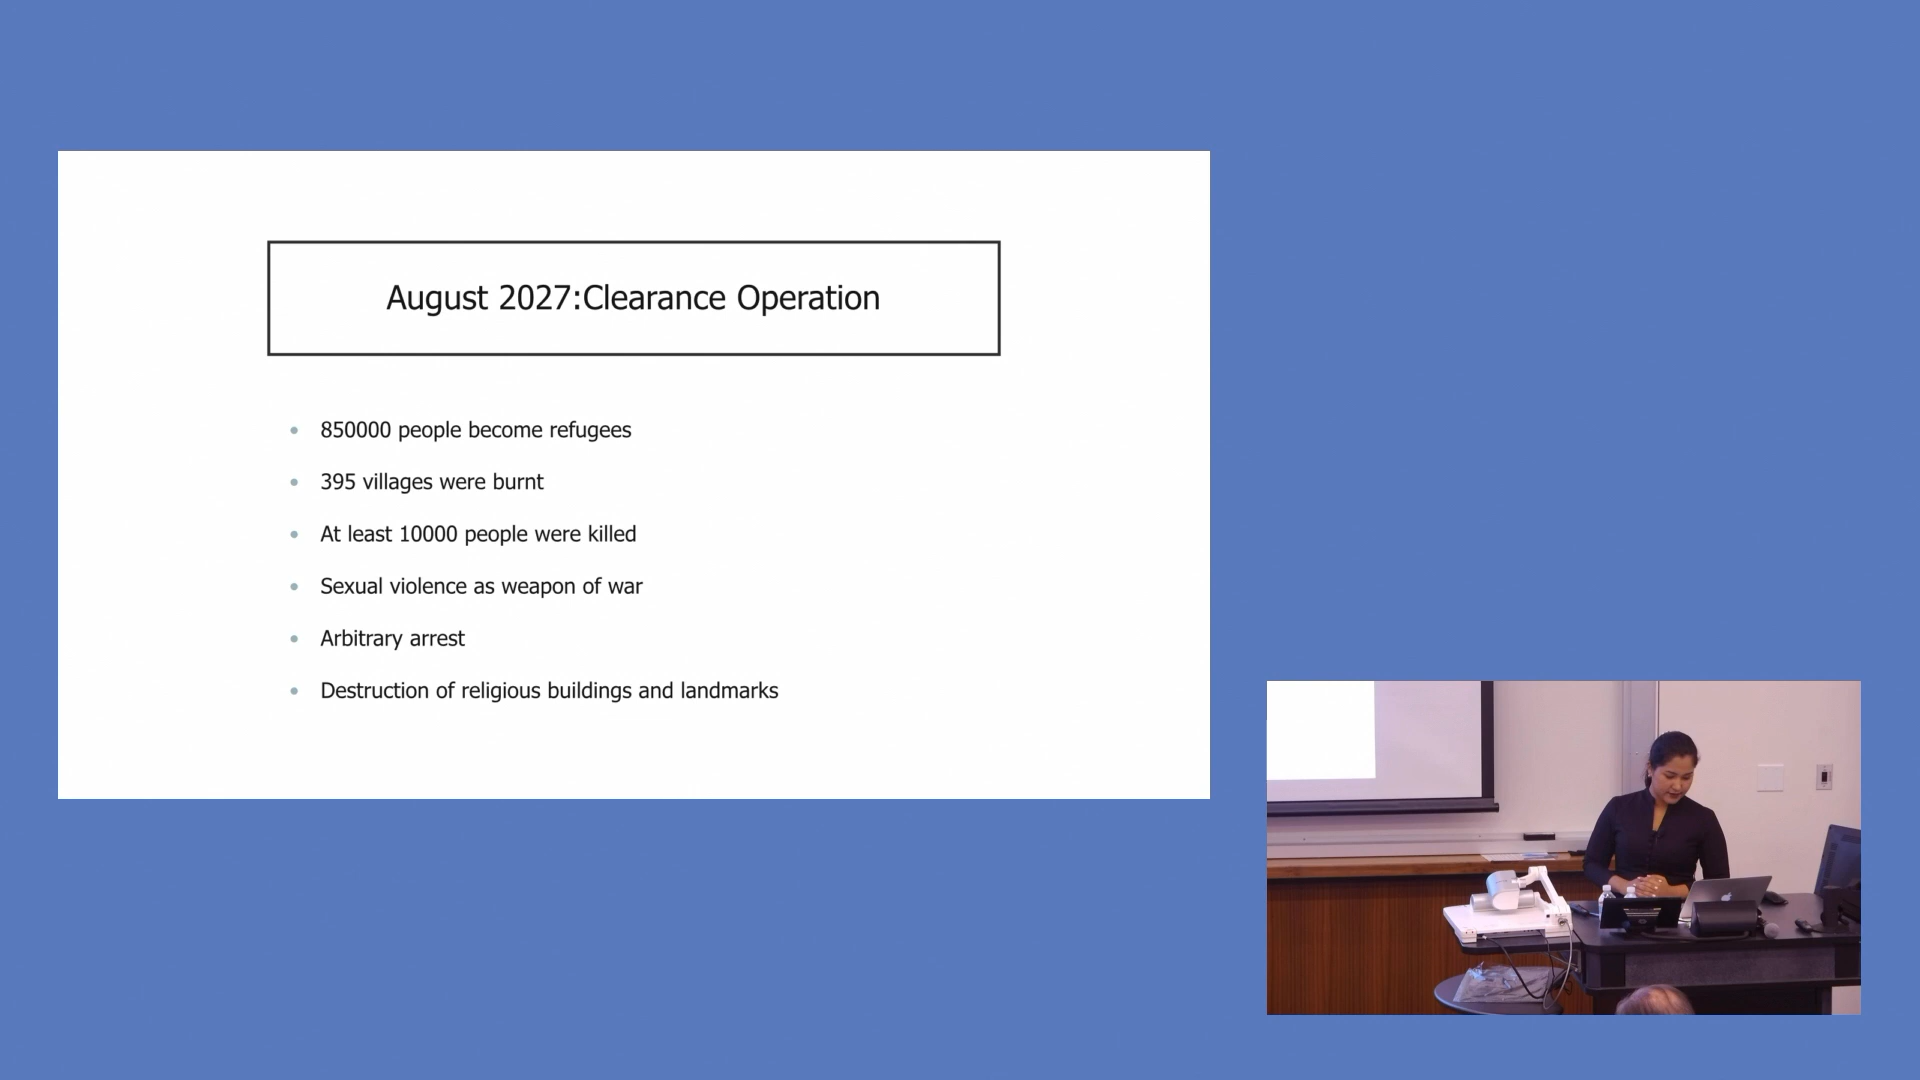 August 2027:Clearance Operation
850000 people become refugees
395 villages were burnt
At least 10000 people were killed
Sexual violence as weapon of war
Arbitrary arrest
Destruction of religious buildings and landmarks